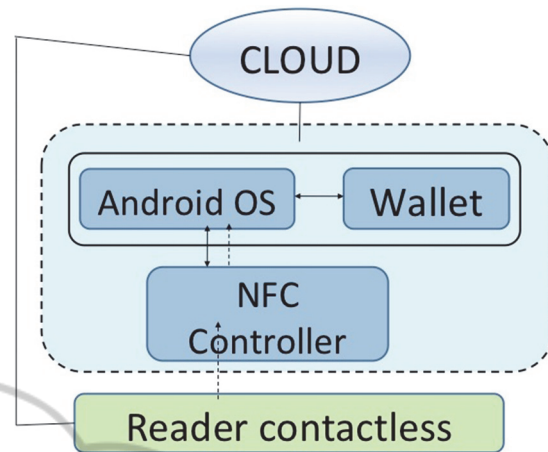 CLOUD
Android OS
Wallet
NFC
Controller
Reader contactless